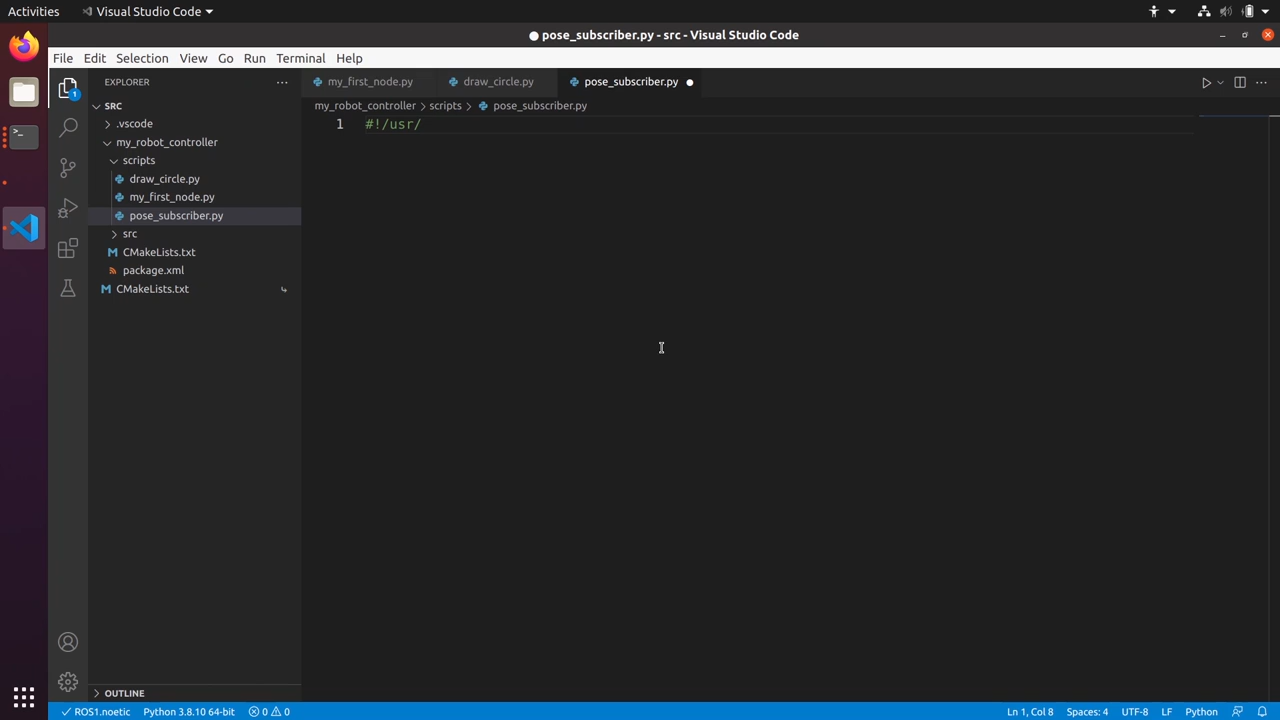 Activities
Visual Studio Code
pose_subscriber.py - src - Visual Studio Code
File Edit Selection View Go Run Terminal Help
EXPLORER
my_first_node.py
draw_circle.py
pose_subscriber.py
SRC
my_robot_controller > scripts > pose_subscriber.py
.vscode
1 #!/usr/
my_robot_controller
scripts
draw_circle.py
my_first_node.py
pose_subscriber.py
src
CMakeLists.txt
package.xml
CMakeLists.txt
1
OUTLINE
ROS1.noetic Python 3.8.10 64-bit 0 0 Ln 1, Col 8 Spaces: 4 UTF-8 LF Python